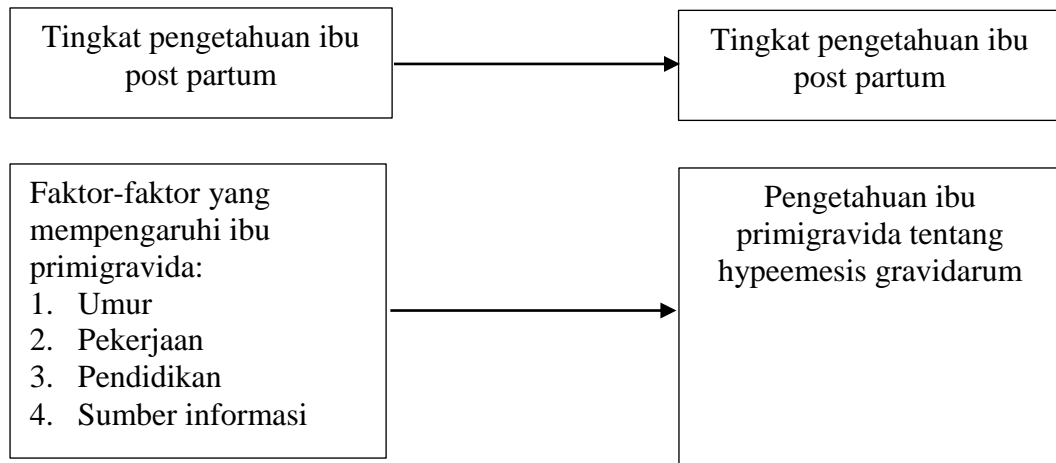 Tingkat pengetahuan ibu
post partum
Tingkat pengetahuan ibu
post partum
Faktor-faktor yang
mempengaruhi ibu
primigravida:
1. Umur
2. Pekerjaan
3. Pendidikan
4. Sumber informasi
Pengetahuan ibu
primigravida tentang
hypeemesis gravidarum